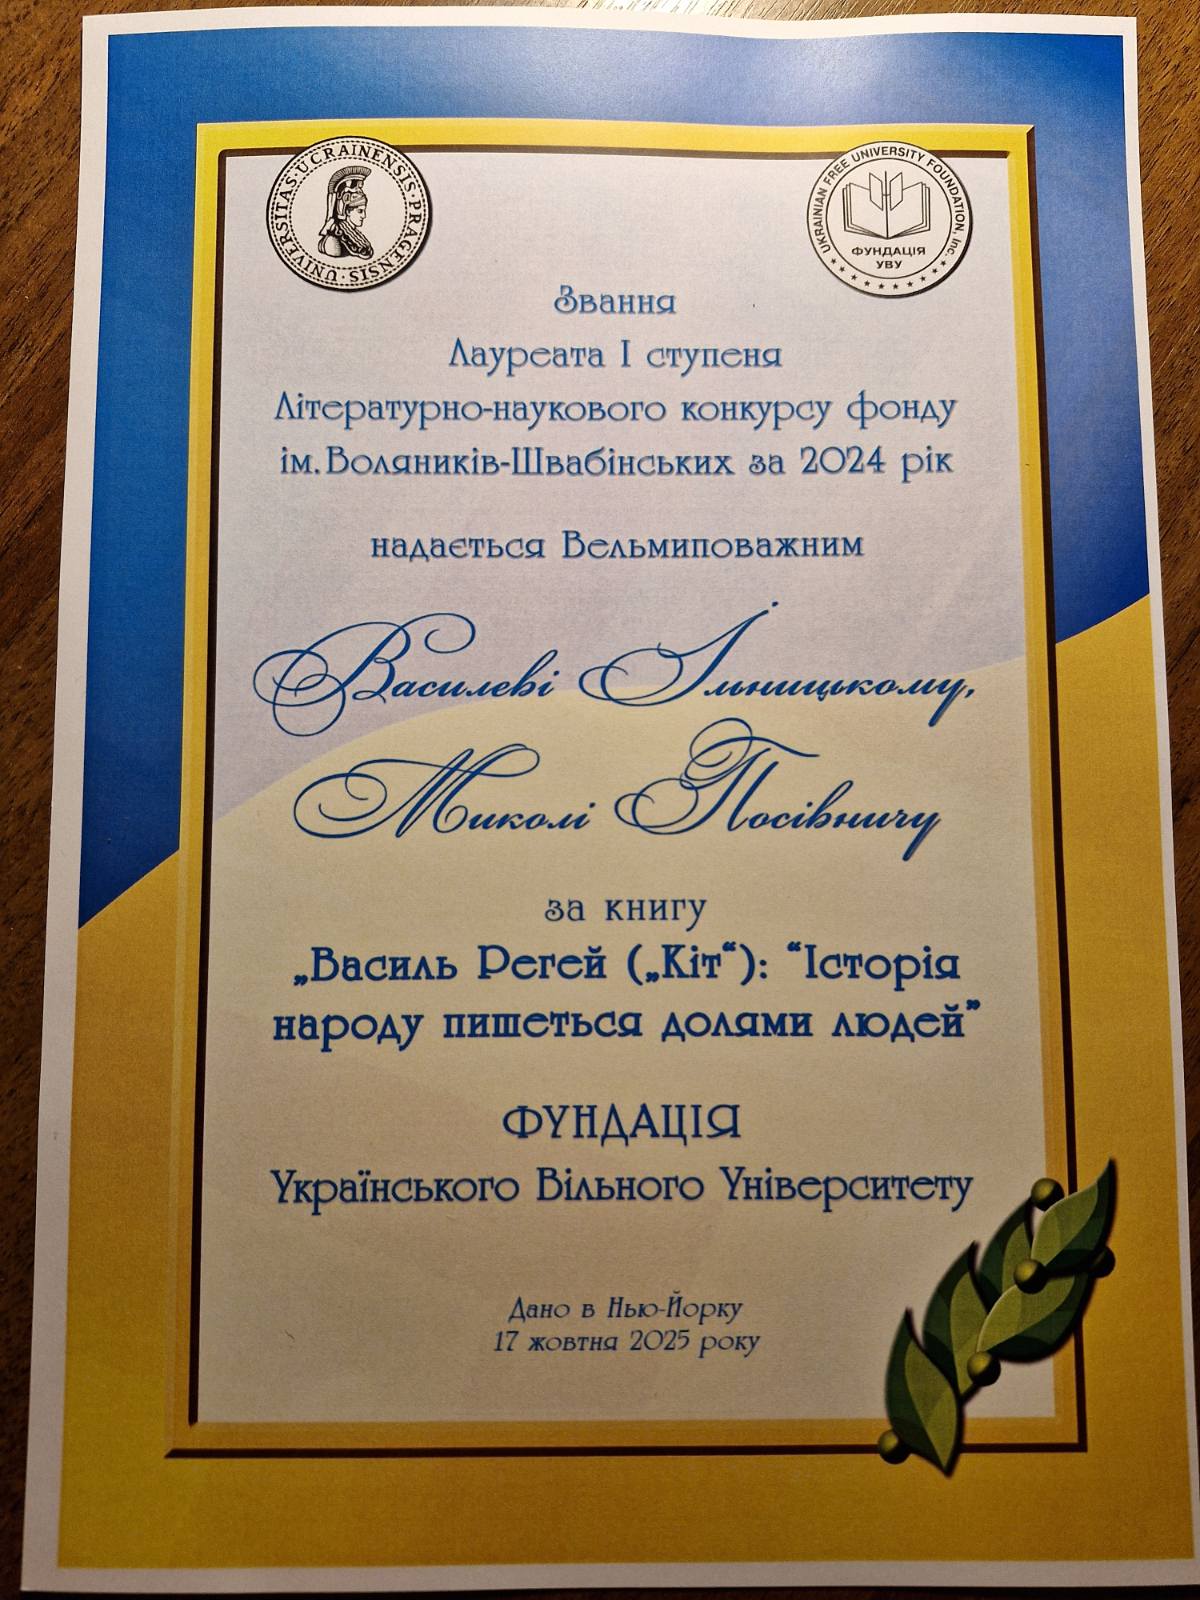 UNIVERSITAS·UCRAINENSIS·PRAGENSIS·
UKRAINIAN FREE UNIVERSITY FOUNDATION, Inc.
ФУНДАЦІЯ
УВУ
Звання
Лауреата І ступеня
Літературно-наукового конкурсу фонду
ім. Воляників-Швабінських за 2024 рік
надається Вельмиповажним
Василеві Ільницькому,
Миколі Посівничу
за книгу
„Василь Регей („Кіт“): “Історія
народу пишеться долями людей”
ФУНДАЦІЯ
Українського Вільного Університету
Дано в Нью-Йорку
17 жовтня 2025 року